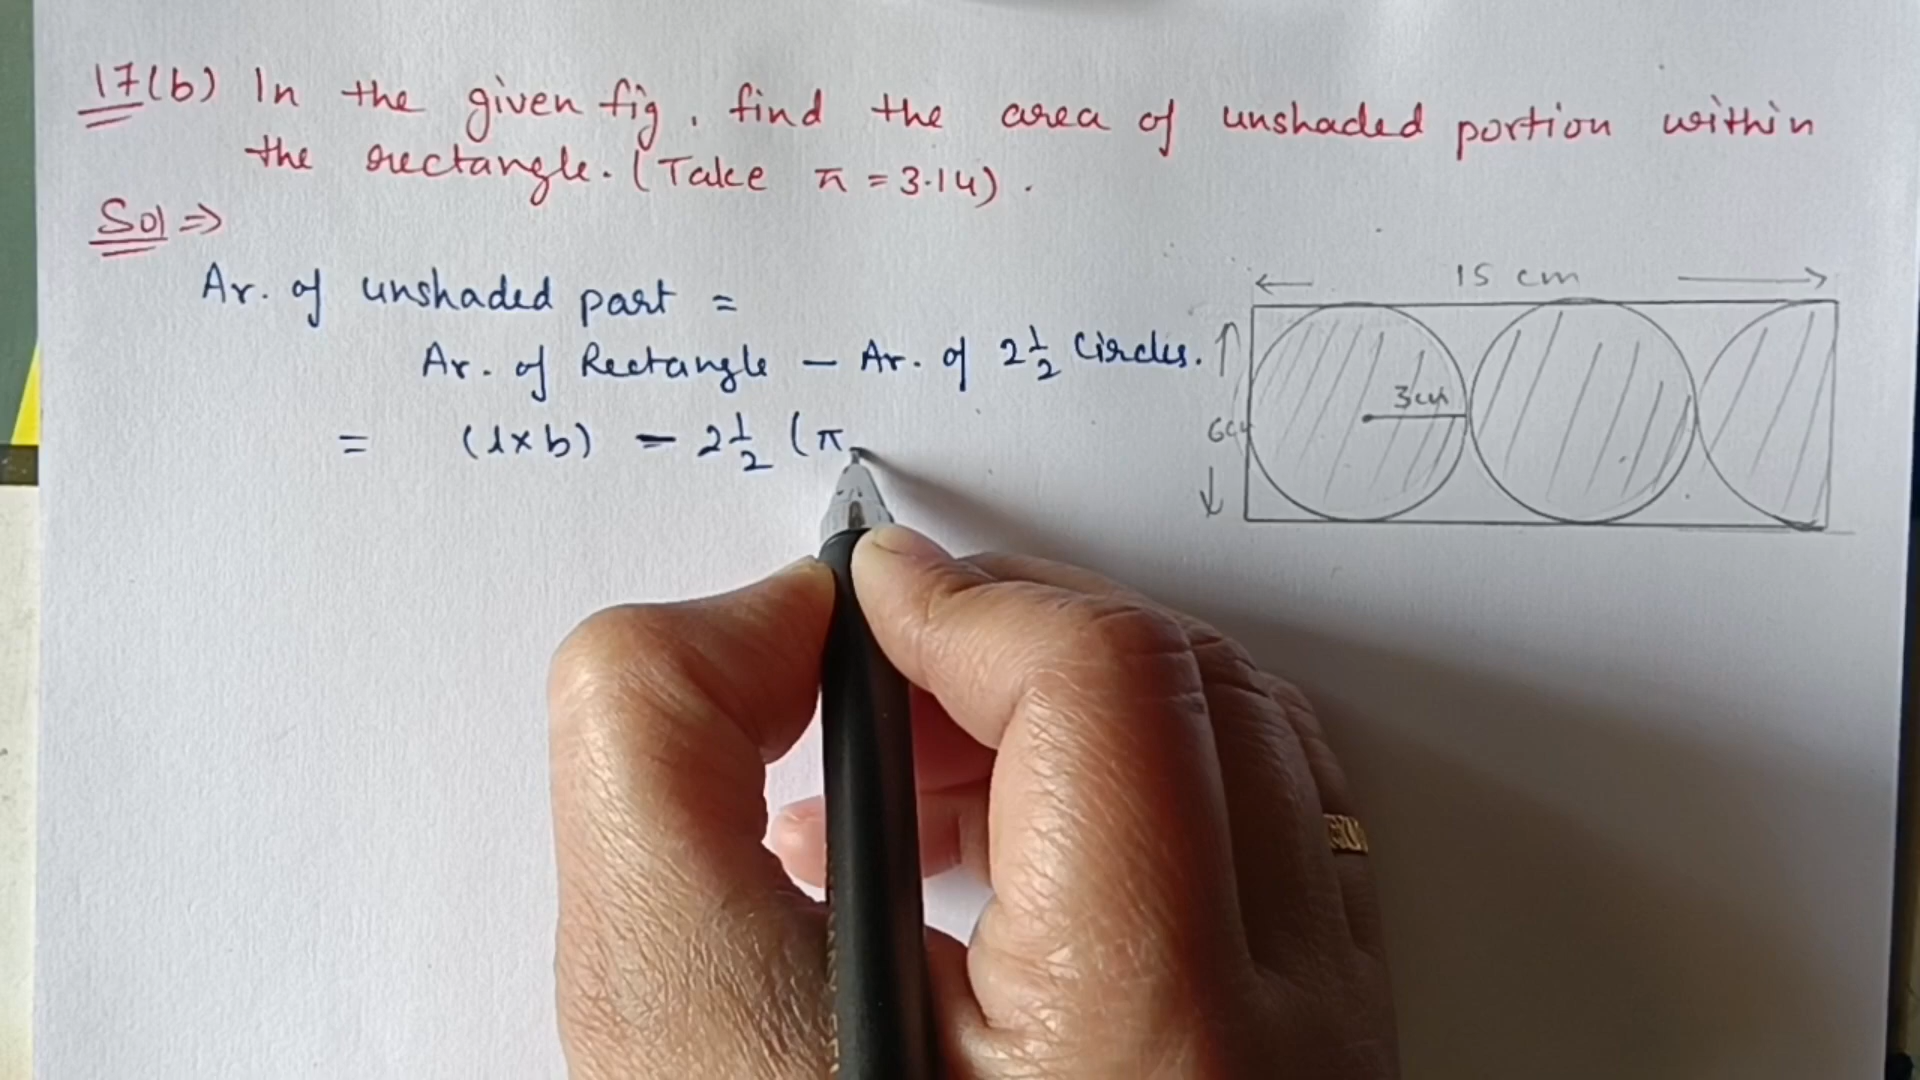 17(b) In the given fig. find the area of unshaded portion within
the rectangle. (Take π = 3.14).
Sol ⇒
Ar. of unshaded part =
Ar. of Rectangle – Ar. of 2½ Circles.
= (l×b) – 2½ (π
15 cm
3cm